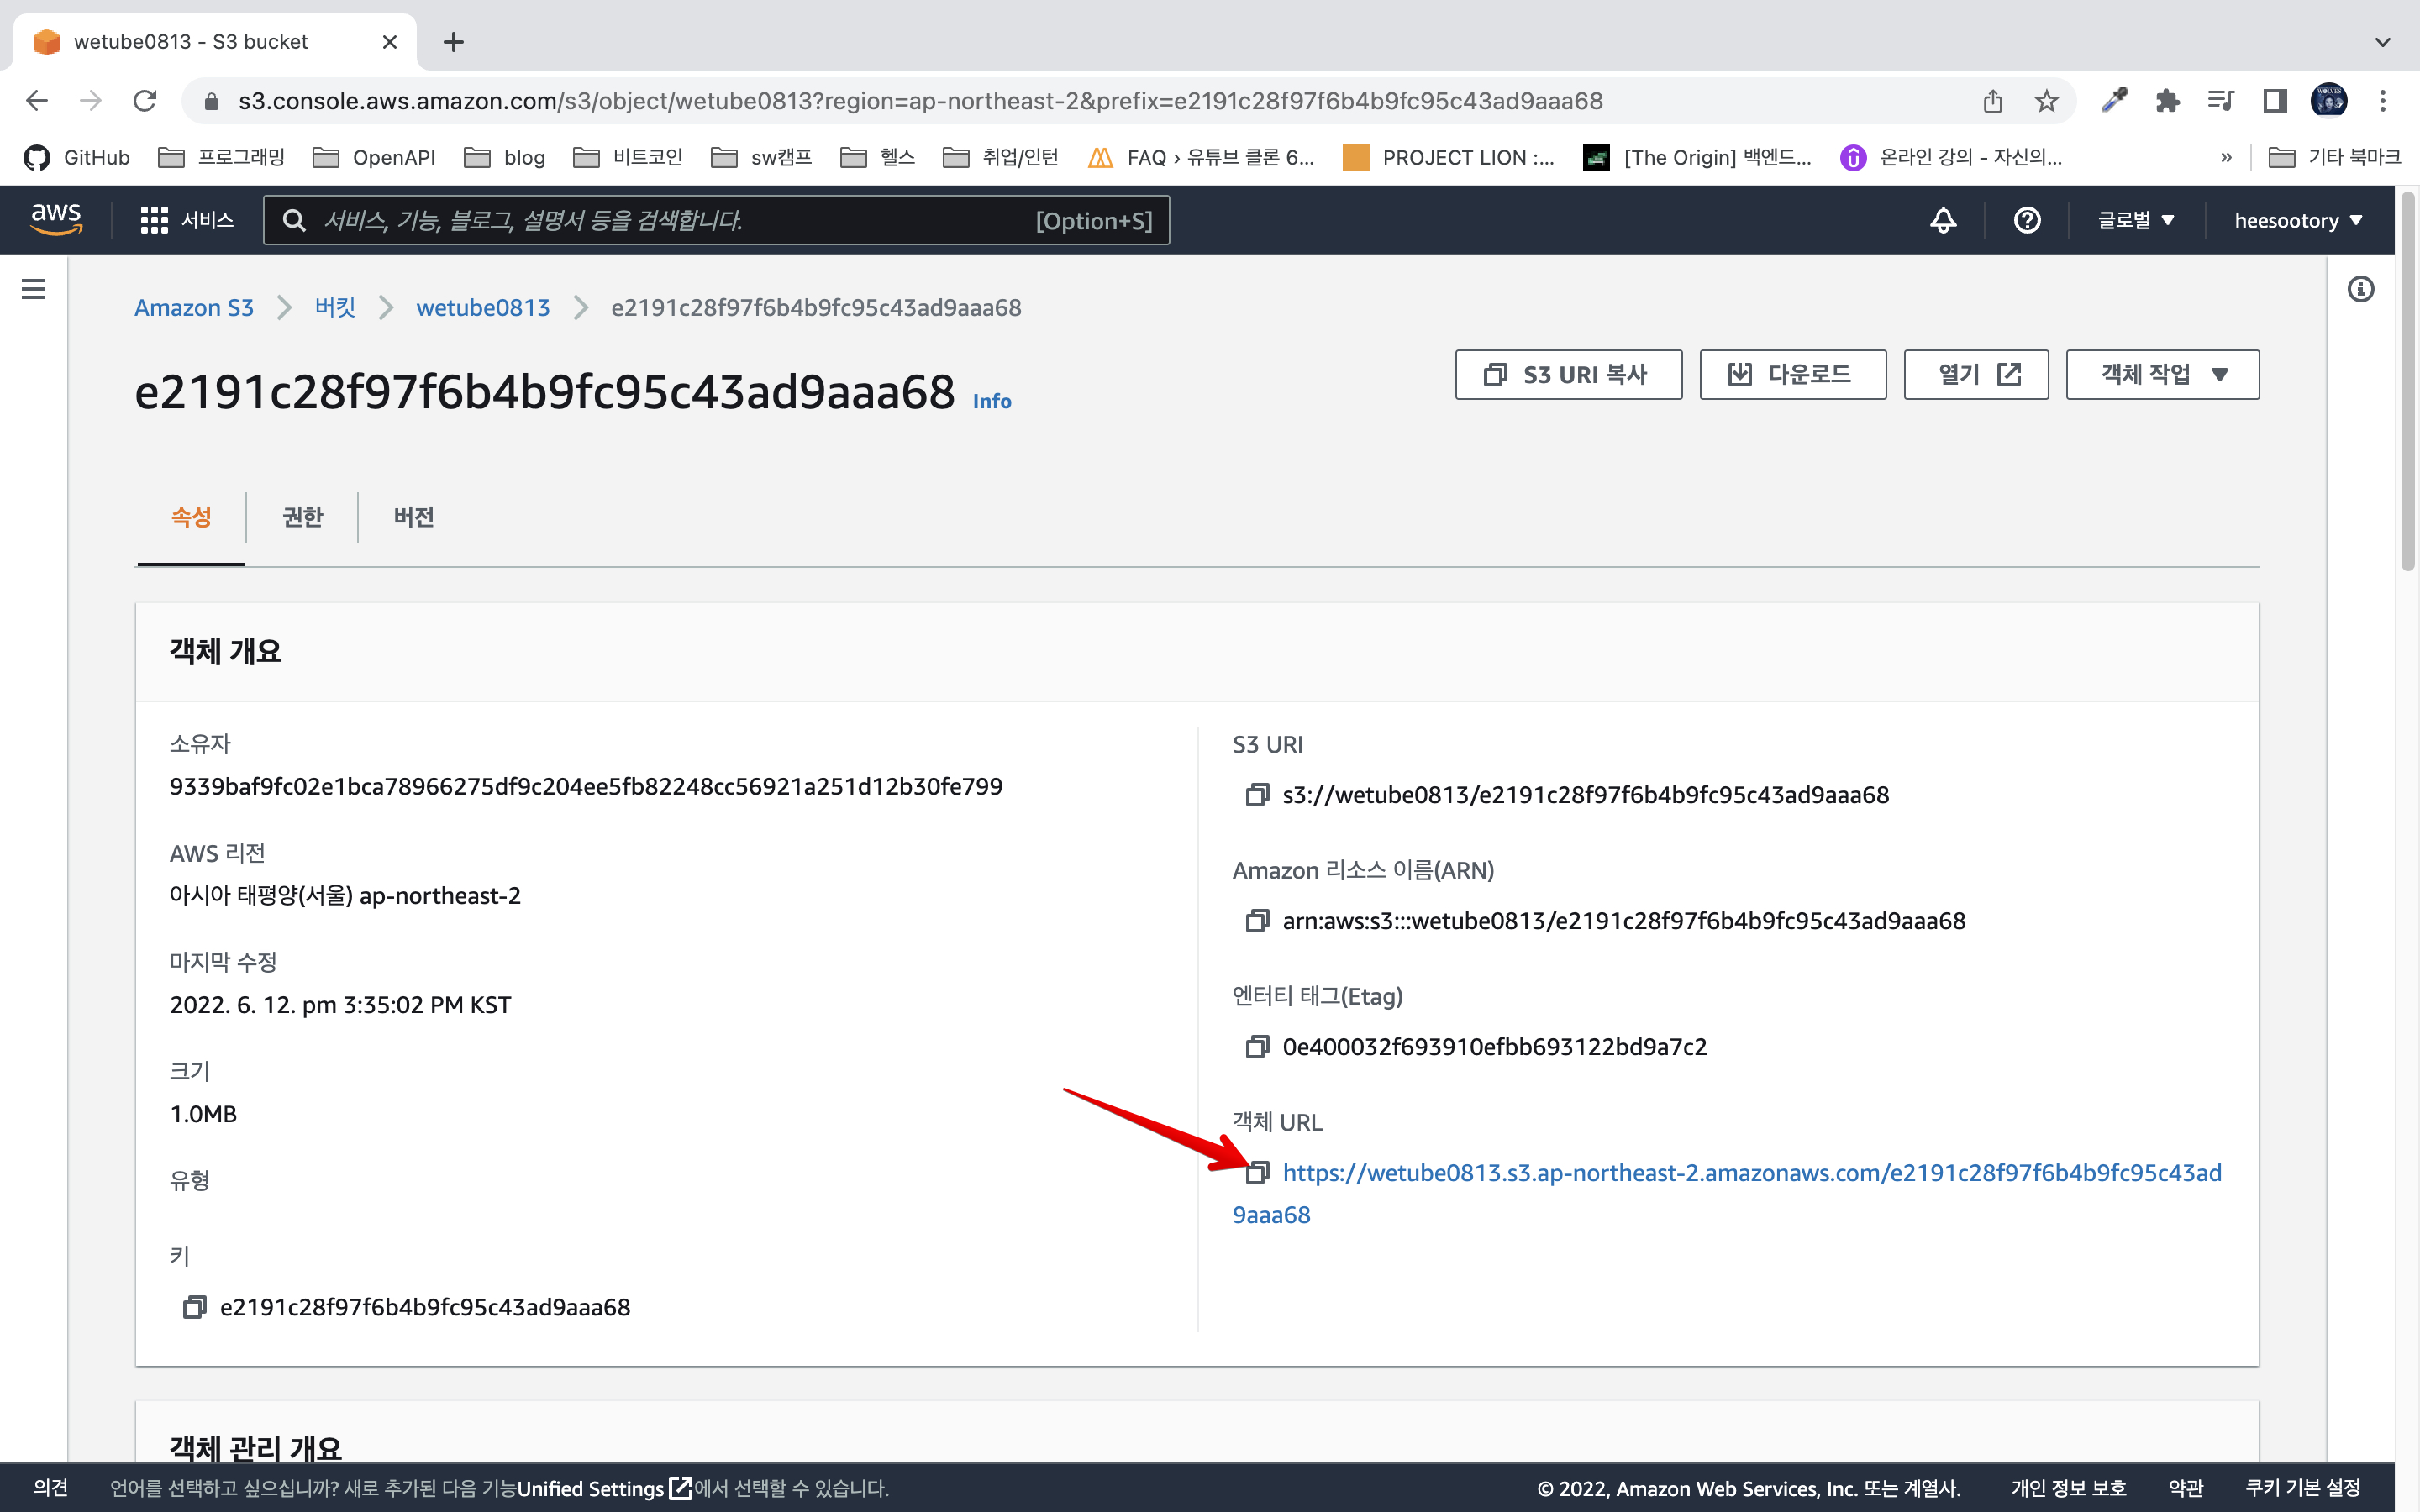 wetube0813 - S3 bucket
s3.console.aws.amazon.com/s3/object/wetube0813?region=ap-northeast-2&prefix=e2191c28f97f6b4b9fc95c43ad9aaa68
GitHub 프로그래밍 OpenAPI blog 비트코인 sw캠프 헬스 취업/인턴 FAQ › 유튜브 클론 6... PROJECT LION :... [The Origin] 백엔드... 온라인 강의 - 자신의... » 기타 북마크
aws 서비스 서비스, 기능, 블로그, 설명서 등을 검색합니다. [Option+S] 글로벌 heesootory
Amazon S3 버킷 wetube0813 e2191c28f97f6b4b9fc95c43ad9aaa68
e2191c28f97f6b4b9fc95c43ad9aaa68 Info
S3 URI 복사 다운로드 열기 객체 작업
속성 권한 버전
객체 개요
소유자
9339baf9fc02e1bca78966275df9c204ee5fb82248cc56921a251d12b30fe799
AWS 리전
아시아 태평양(서울) ap-northeast-2
마지막 수정
2022. 6. 12. pm 3:35:02 PM KST
크기
1.0MB
유형
키
e2191c28f97f6b4b9fc95c43ad9aaa68
S3 URI
s3://wetube0813/e2191c28f97f6b4b9fc95c43ad9aaa68
Amazon 리소스 이름(ARN)
arn:aws:s3:::wetube0813/e2191c28f97f6b4b9fc95c43ad9aaa68
엔터티 태그(Etag)
0e400032f693910efbb693122bd9a7c2
객체 URL
https://wetube0813.s3.ap-northeast-2.amazonaws.com/e2191c28f97f6b4b9fc95c43ad
9aaa68
객체 관리 개요
의견 언어를 선택하고 싶으십니까? 새로 추가된 다음 기능Unified Settings에서 선택할 수 있습니다. © 2022, Amazon Web Services, Inc. 또는 계열사. 개인 정보 보호 약관 쿠키 기본 설정